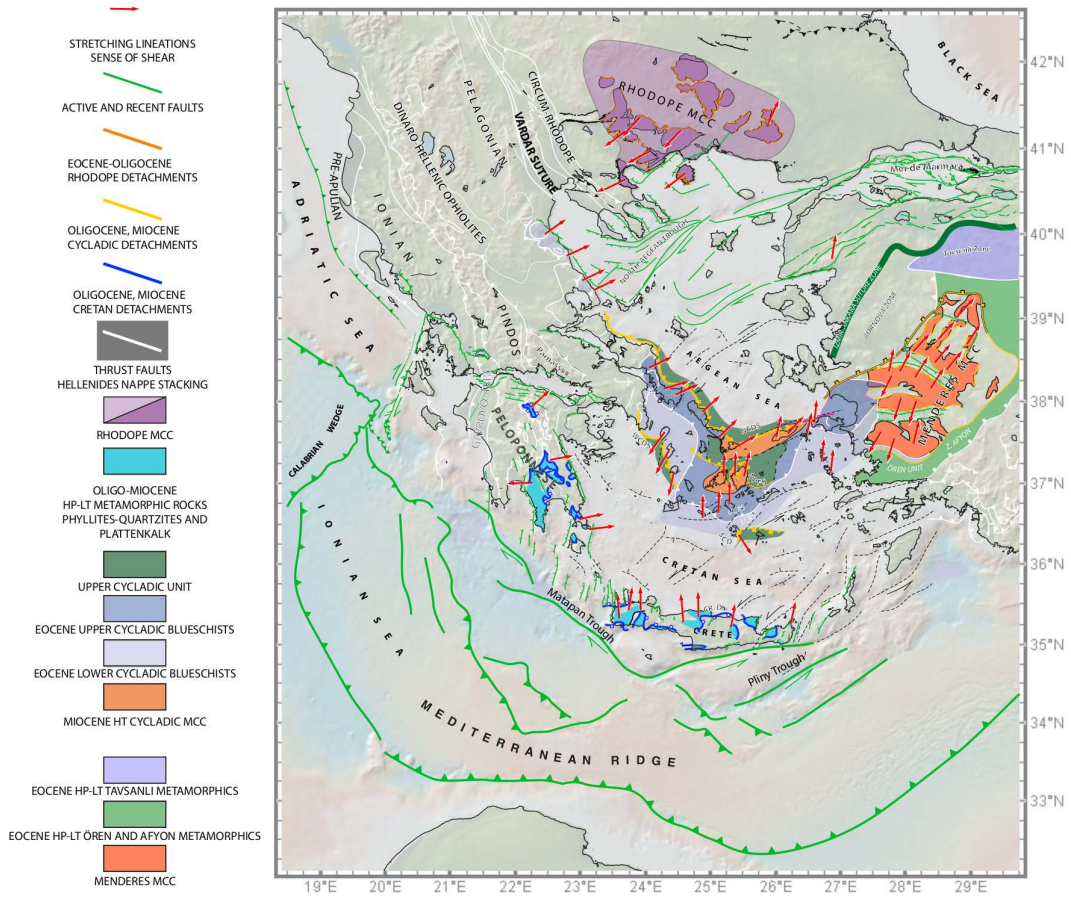 STRETCHING LINEATIONS
SENSE OF SHEAR
ACTIVE AND RECENT FAULTS
EOCENE-OLIGOCENE
RHODOPE DETACHMENTS
OLIGOCENE, MIOCENE
CYCLADIC DETACHMENTS
OLIGOCENE, MIOCENE
CRETAN DETACHMENTS
THRUST FAULTS
HELLENIDES NAPPE STACKING
RHODOPE MCC
OLIGO-MIOCENE
HP-LT METAMORPHIC ROCKS
PHYLLITES-QUARTZITES AND
PLATTENKALK
UPPER CYCLADIC UNIT
EOCENE UPPER CYCLADIC BLUESCHISTS
EOCENE LOWER CYCLADIC BLUESCHISTS
MIOCENE HT CYCLADIC MCC
EOCENE HP-LT TAVSANLI METAMORPHICS
EOCENE HP-LT ÖREN AND AFYON METAMORPHICS
MENDERES MCC
BLACK SEA
RHODOPE MCC
CIRCUM-RHODOPE
VARDAR SUTURE
PELAGONIAN
DINARO HELLENIC OPHIOLITES
PRE-APULIAN
IONIAN
ADRIATIC SEA
Mer de Marmara
NORTH AEGEAN TROUGH
Tavsanli Zone
PINDOS
Parnassus
AEGEAN
SEA
MENDERES M.
Z. AFYON
ÖREN UNIT
CALABRIAN WEDGE
IONIAN SEA
CRETAN SEA
CRETE
Matapan Trough
Pliny Trough
MEDITERRANEAN RIDGE
42°N
41°N
40°N
39°N
38°N
37°N
36°N
35°N
34°N
33°N
19°E
20°E
21°E
22°E
23°E
24°E
25°E
26°E
27°E
28°E
29°E